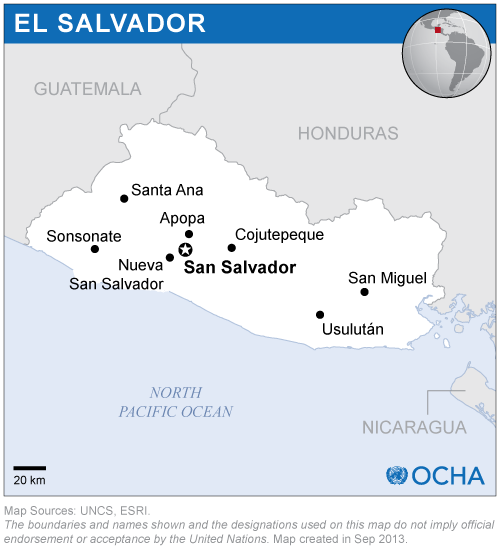 EL SALVADOR
GUATEMALA
HONDURAS
Santa Ana
Apopa
Sonsonate
Cojutepeque
Nueva
San Salvador
San Salvador
San Miguel
Usulután
NORTH
PACIFIC OCEAN
NICARAGUA
20 km
OCHA
Map Sources: UNCS, ESRI.
The boundaries and names shown and the designations used on this map do not imply official
endorsement or acceptance by the United Nations. Map created in Sep 2013.